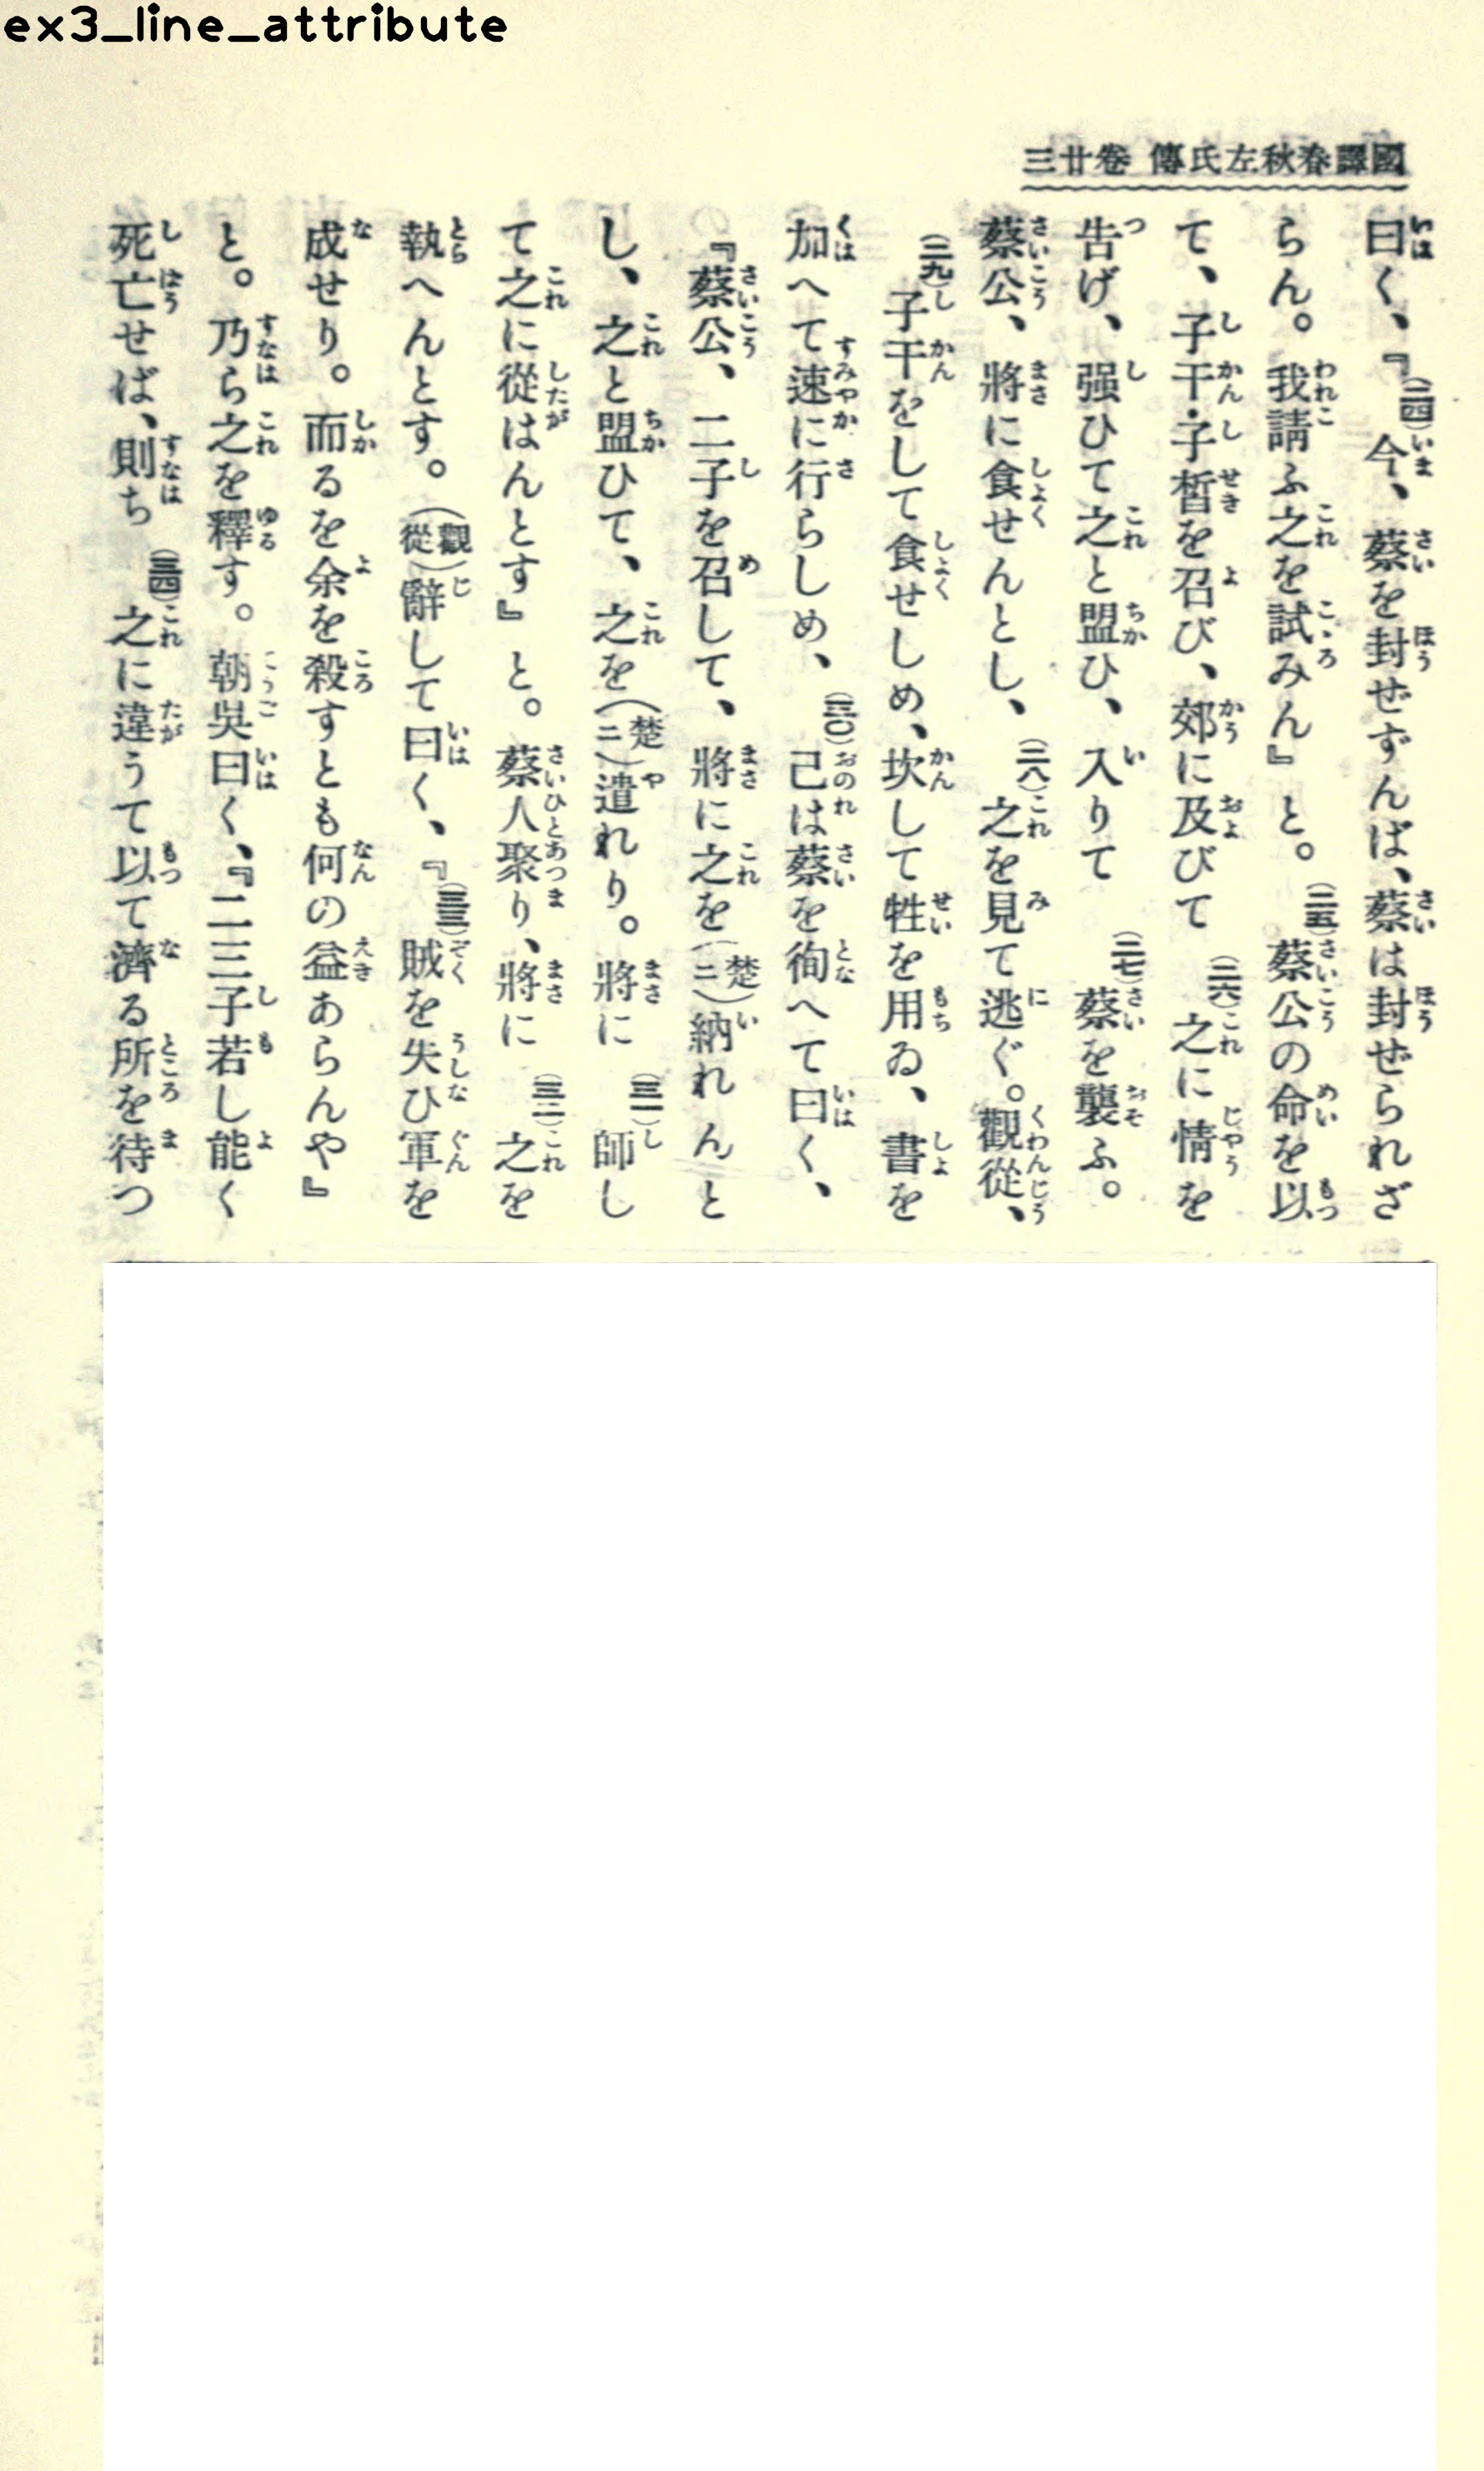 ex3_line_attribute
國譯春秋左氏傳 卷廿三
曰く、『(二四)今、蔡を封ぜずんば、蔡は封ぜられざ
らん。我請ふ之を試みん』と。(二五)蔡公の命を以
て、子干・子晳を召び、郊に及びて(二六)之に情を
告げ、强ひて之と盟ひ、入りて(二七)蔡を襲ふ。
蔡公、將に食せんとし、(二八)之を見て逃ぐ。觀從、
(二九)子干をして食せしめ、坎して牲を用ゐ、書を
加へて速に行らしめ、(三〇)己は蔡を徇へて曰く、
『蔡公、二子を召して、將に之を(楚ニ)納れんと
し、之と盟ひて、之を(楚ニ)遣れり。將に(三一)師し
て之に從はんとす』と。蔡人聚り、將に(三二)之を
執へんとす。(觀從)辭して曰く、『(三三)賊を失ひ軍を
成せり。而るを余を殺すとも何の益あらんや』
と。乃ら之を釋す。朝吳曰く、『二三子若し能く
死亡せば、則ち(三四)之に違うて以て濟る所を待つ